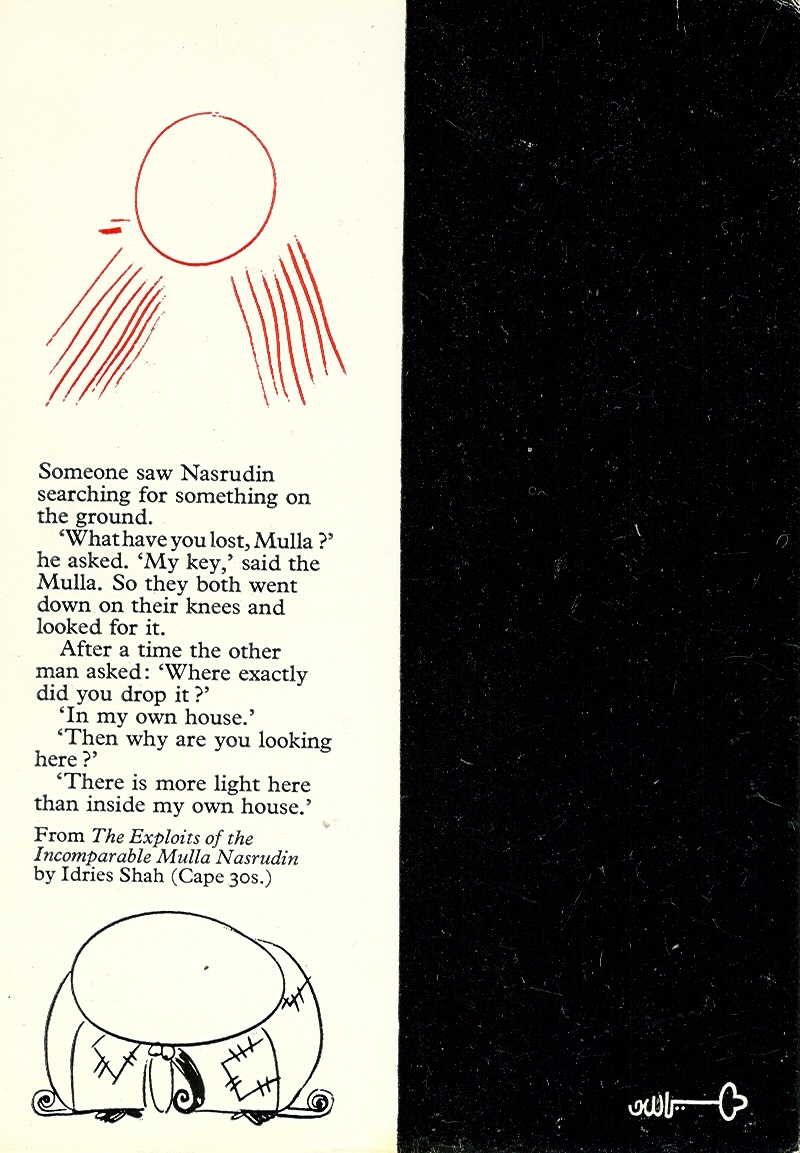 Someone saw Nasrudin
searching for something on
the ground.
‘What have you lost, Mulla ?’
he asked. ‘My key,’ said the
Mulla. So they both went
down on their knees and
looked for it.
After a time the other
man asked: ‘Where exactly
did you drop it ?’
‘In my own house.’
‘Then why are you looking
here ?’
‘There is more light here
than inside my own house.’
From The Exploits of the
Incomparable Mulla Nasrudin
by Idries Shah (Cape 30s.)